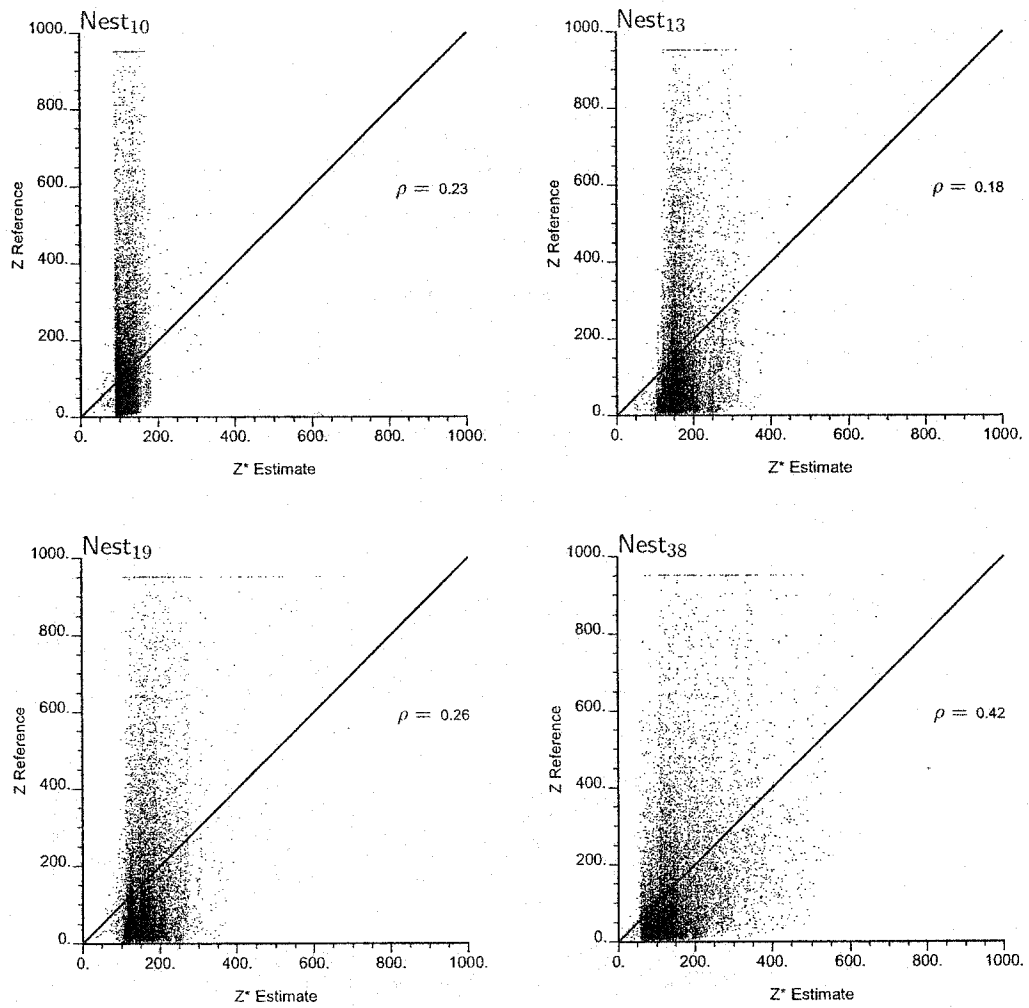 Nest10
1000.
800.
600.
400.
200.
0.
Z Reference
ρ = 0.23
0. 200. 400. 600. 800. 1000.
Z* Estimate
Nest13
1000.
800.
600.
400.
200.
0.
Z Reference
ρ = 0.18
0. 200. 400. 600. 800. 1000.
Z* Estimate
Nest19
1000.
800.
600.
400.
200.
0.
Z Reference
ρ = 0.26
0. 200. 400. 600. 800. 1000.
Z* Estimate
Nest38
1000.
800.
600.
400.
200.
0.
Z Reference
ρ = 0.42
0. 200. 400. 600. 800. 1000.
Z* Estimate